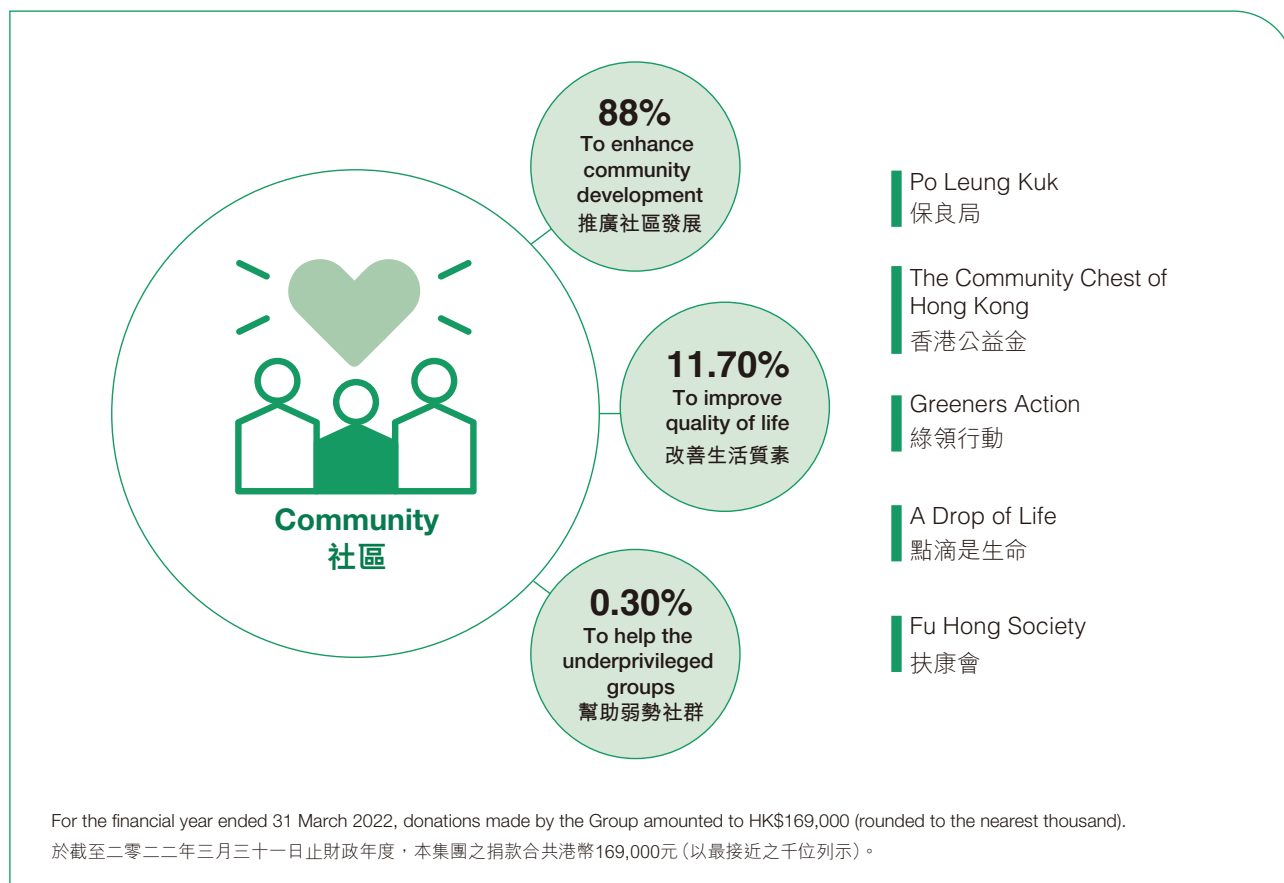 88%
To enhance
community
development
推廣社區發展
11.70%
To improve
quality of life
改善生活質素
0.30%
To help the
underprivileged
groups
幫助弱勢社群
Community
社區
Po Leung Kuk
保良局
The Community Chest of
Hong Kong
香港公益金
Greeners Action
綠領行動
A Drop of Life
點滴是生命
Fu Hong Society
扶康會
For the financial year ended 31 March 2022, donations made by the Group amounted to HK$169,000 (rounded to the nearest thousand).
於截至二零二二年三月三十一日止財政年度，本集團之捐款合共港幣169,000元（以最接近之千位列示）。